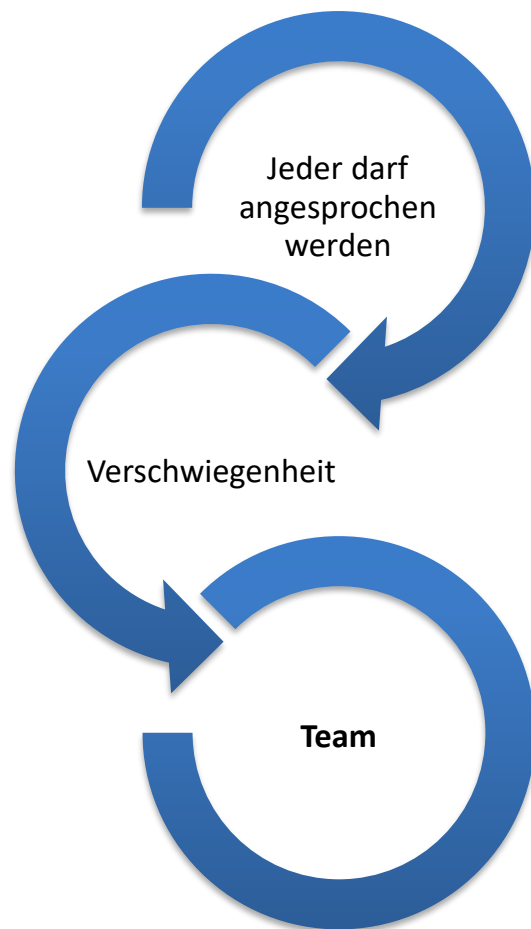 Jeder darf
angesprochen
werden
Verschwiegenheit
Team